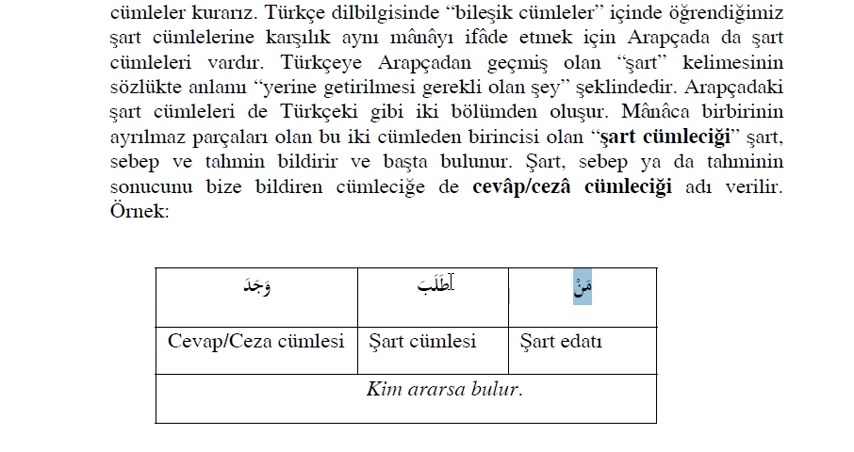 cümleler kurarız. Türkçe dilbilgisinde “bileşik cümleler” içinde öğrendiğimiz
şart cümlelerine karşılık aynı mânâyı ifâde etmek için Arapçada da şart
cümleleri vardır. Türkçeye Arapçadan geçmiş olan “şart” kelimesinin
sözlükte anlamı “yerine getirilmesi gerekli olan şey” şeklindedir. Arapçadaki
şart cümleleri de Türkçeki gibi iki bölümden oluşur. Mânâca birbirinin
ayrılmaz parçaları olan bu iki cümleden birincisi olan “şart cümleciği” şart,
sebep ve tahmin bildirir ve başta bulunur. Şart, sebep ya da tahminin
sonucunu bize bildiren cümleciğe de cevâp/cezâ cümleciği adı verilir.
Örnek:
مَنْ طَلَبَ وَجَدَ
Cevap/Ceza cümlesi Şart cümlesi Şart edatı
Kim ararsa bulur.